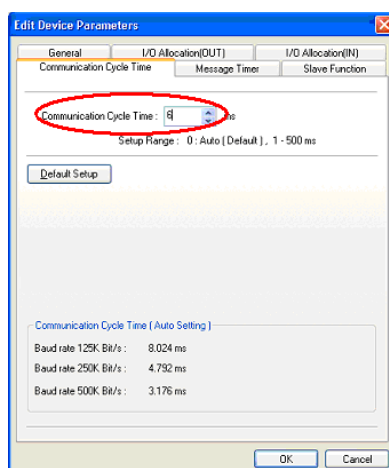 Edit Device Parameters
General I/O Allocation(OUT) I/O Allocation(IN)
Communication Cycle Time Message Timer Slave Function
Communication Cycle Time : 6 ms
Setup Range : 0 : Auto ( Default ) , 1 - 500 ms
Default Setup
Communication Cycle Time ( Auto Setting )
Baud rate 125K Bit/s : 8.024 ms
Baud rate 250K Bit/s : 4.792 ms
Baud rate 500K Bit/s : 3.176 ms
OK Cancel